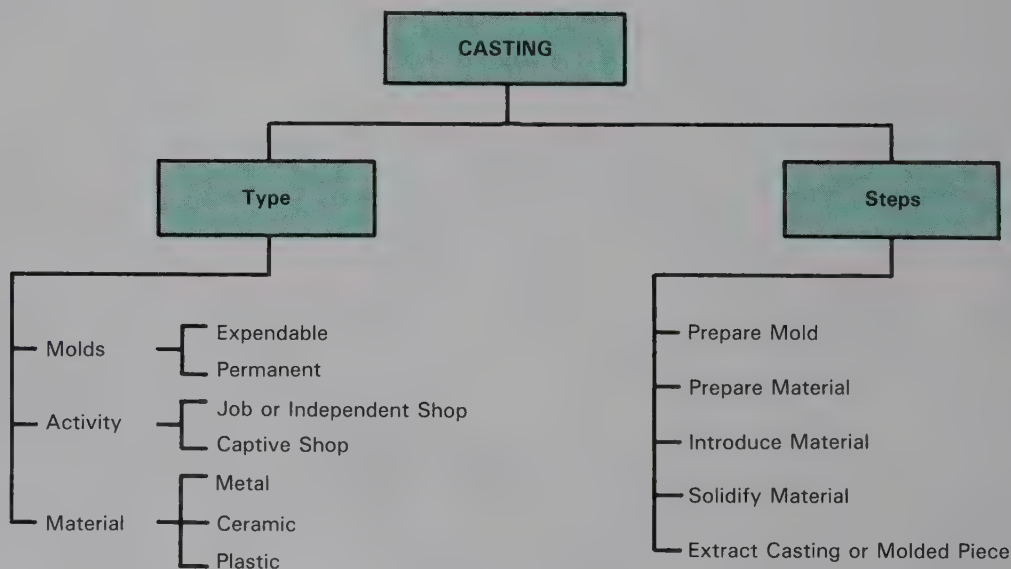 CASTING
Type
Steps
Molds
Expendable
Permanent
Activity
Job or Independent Shop
Captive Shop
Material
Metal
Ceramic
Plastic
Prepare Mold
Prepare Material
Introduce Material
Solidify Material
Extract Casting or Molded Piece